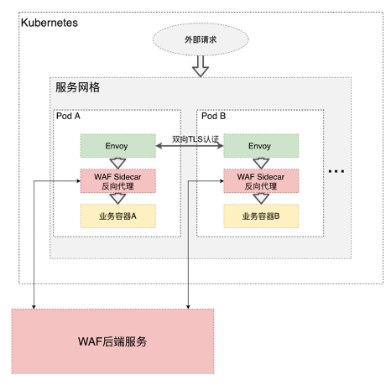 Kubernetes
外部请求
服务网格
Pod A
Pod B
Envoy
双向TLS认证
Envoy
WAF Sidecar
反向代理
WAF Sidecar
反向代理
业务容器A
业务容器B
...
WAF后端服务